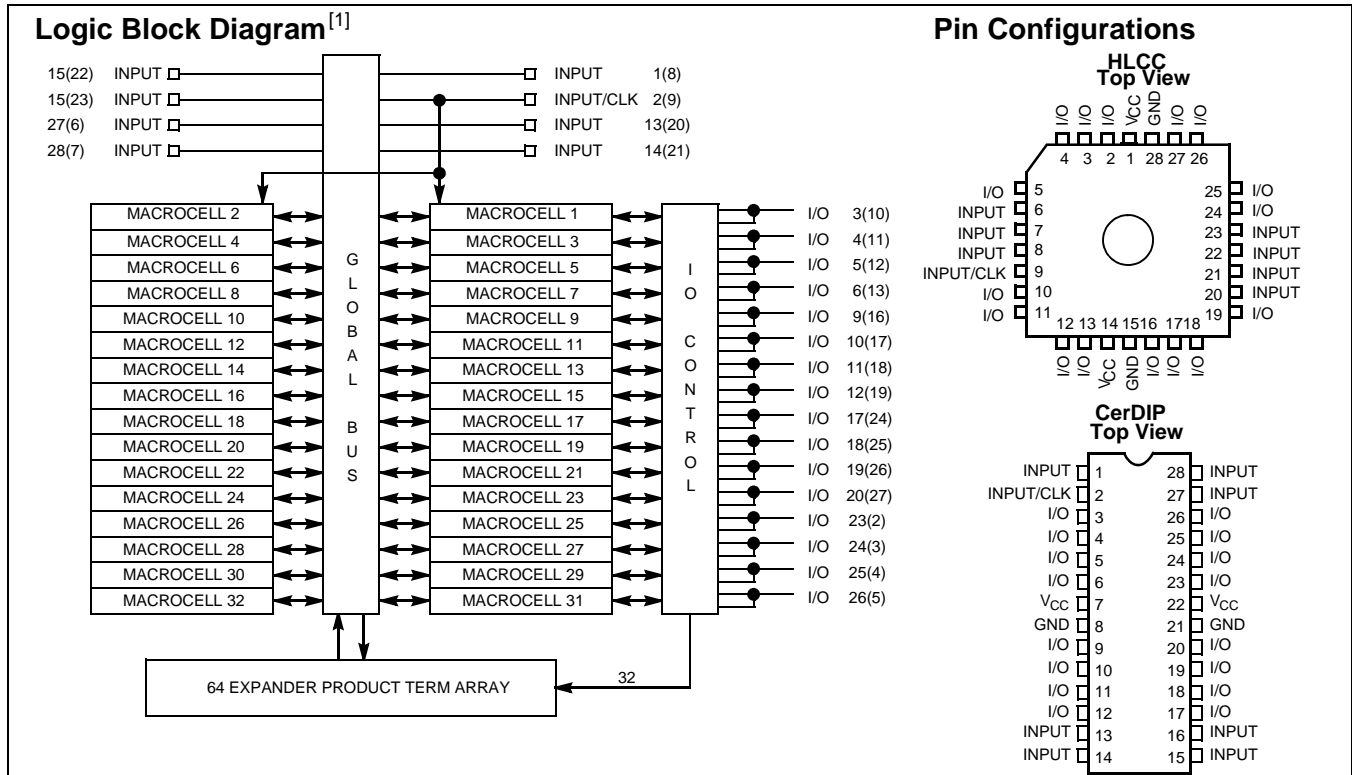 Logic Block Diagram[1]
15(22) INPUT
15(23) INPUT
27(6) INPUT
28(7) INPUT
INPUT 1(8)
INPUT/CLK 2(9)
INPUT 13(20)
INPUT 14(21)
MACROCELL 2
MACROCELL 4
MACROCELL 6
MACROCELL 8
MACROCELL 10
MACROCELL 12
MACROCELL 14
MACROCELL 16
MACROCELL 18
MACROCELL 20
MACROCELL 22
MACROCELL 24
MACROCELL 26
MACROCELL 28
MACROCELL 30
MACROCELL 32
GLOBAL BUS
MACROCELL 1
MACROCELL 3
MACROCELL 5
MACROCELL 7
MACROCELL 9
MACROCELL 11
MACROCELL 13
MACROCELL 15
MACROCELL 17
MACROCELL 19
MACROCELL 21
MACROCELL 23
MACROCELL 25
MACROCELL 27
MACROCELL 29
MACROCELL 31
IO CONTROL
I/O 3(10)
I/O 4(11)
I/O 5(12)
I/O 6(13)
I/O 9(16)
I/O 10(17)
I/O 11(18)
I/O 12(19)
I/O 17(24)
I/O 18(25)
I/O 19(26)
I/O 20(27)
I/O 23(2)
I/O 24(3)
I/O 25(4)
I/O 26(5)
64 EXPANDER PRODUCT TERM ARRAY
32
Pin Configurations
HLCC
Top View
I/O I/O I/O VCC GND I/O I/O
4 3 2 1 28 27 26
I/O 5
INPUT 6
INPUT 7
INPUT 8
INPUT/CLK 9
I/O 10
I/O 11
25 I/O
24 I/O
23 INPUT
22 INPUT
21 INPUT
20 INPUT
19 I/O
12 13 14 15 16 17 18
I/O I/O VCC GND I/O I/O I/O
CerDIP
Top View
INPUT 1 28 INPUT
INPUT/CLK 2 27 INPUT
I/O 3 26 I/O
I/O 4 25 I/O
I/O 5 24 I/O
I/O 6 23 I/O
VCC 7 22 VCC
GND 8 21 GND
I/O 9 20 I/O
I/O 10 19 I/O
I/O 11 18 I/O
I/O 12 17 I/O
INPUT 13 16 INPUT
INPUT 14 15 INPUT